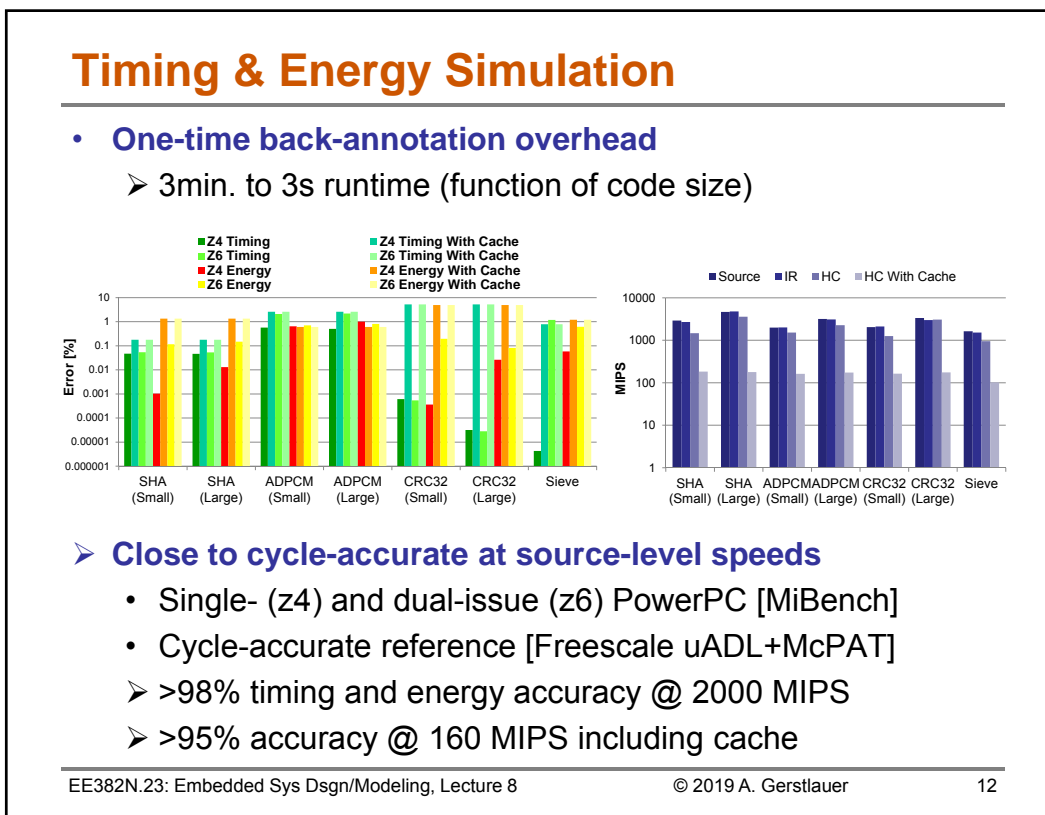 Timing & Energy Simulation
• One-time back-annotation overhead
➢ 3min. to 3s runtime (function of code size)
Z4 Timing
Z6 Timing
Z4 Energy
Z6 Energy
Z4 Timing With Cache
Z6 Timing With Cache
Z4 Energy With Cache
Z6 Energy With Cache
Error [%]
10
1
0.1
0.01
0.001
0.0001
0.00001
0.000001
SHA (Small)
SHA (Large)
ADPCM (Small)
ADPCM (Large)
CRC32 (Small)
CRC32 (Large)
Sieve
Source IR HC HC With Cache
MIPS
10000
1000
100
10
1
SHA (Small)
SHA (Large)
ADPCM (Small)
ADPCM (Large)
CRC32 (Small)
CRC32 (Large)
Sieve
➢ Close to cycle-accurate at source-level speeds
• Single- (z4) and dual-issue (z6) PowerPC [MiBench]
• Cycle-accurate reference [Freescale uADL+McPAT]
➢ >98% timing and energy accuracy @ 2000 MIPS
➢ >95% accuracy @ 160 MIPS including cache
EE382N.23: Embedded Sys Dsgn/Modeling, Lecture 8 © 2019 A. Gerstlauer 12